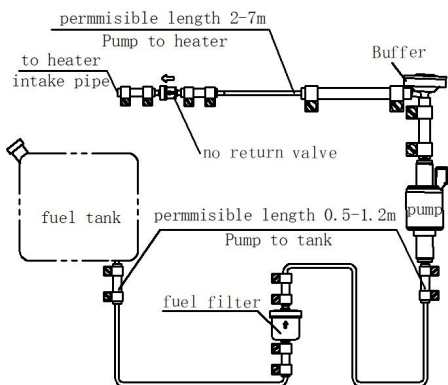 permmisible length 2-7m
Pump to heater
Buffer
to heater
intake pipe
no return valve
fuel tank
pump
permmisible length 0.5-1.2m
Pump to tank
fuel filter